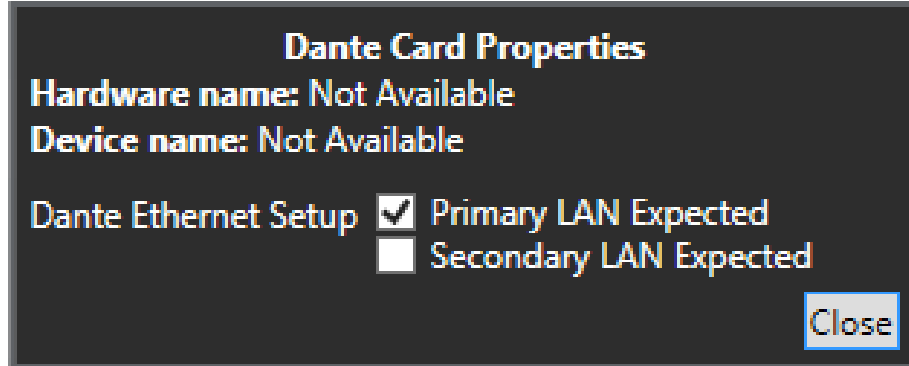 Dante Card Properties
Hardware name: Not Available
Device name: Not Available
Dante Ethernet Setup Primary LAN Expected
Secondary LAN Expected
Close